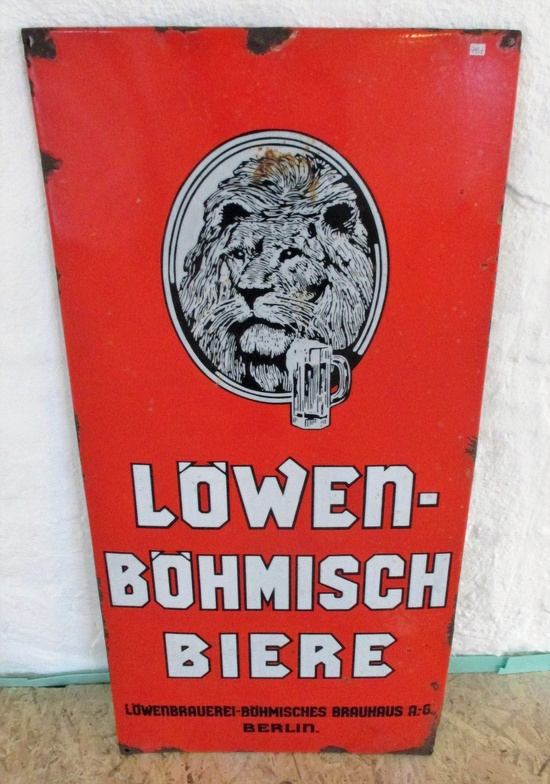 LÖWEN-
BÖHMISCH
BIERE
LÖWENBRAUEREI-BÖHMISCHES BRAUHAUS A.-G.
BERLIN.